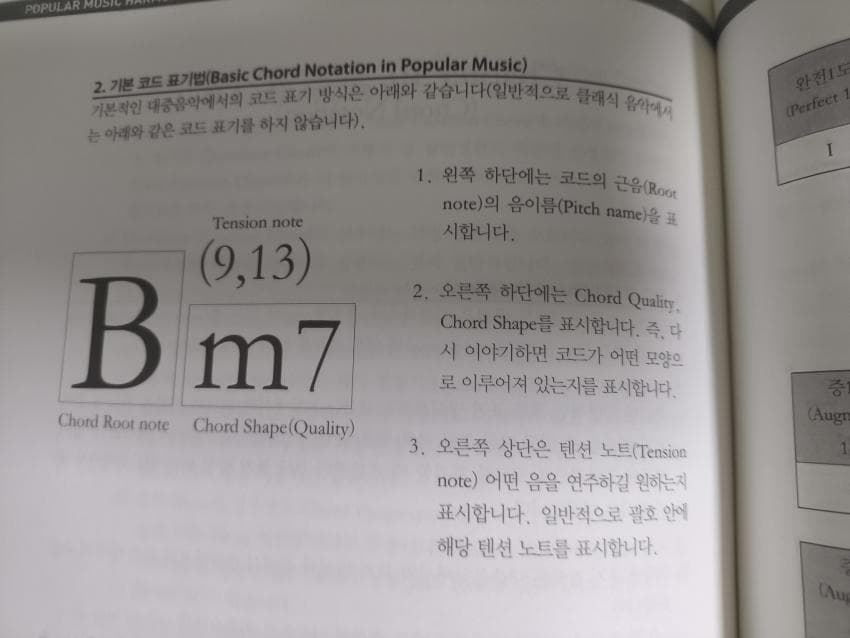 POPULAR MUSIC
2. 기본 코드 표기법(Basic Chord Notation in Popular Music)
기본적인 대중음악에서의 코드 표기 방식은 아래와 같습니다(일반적으로 클래식 음악에서
는 아래와 같은 코드 표기를 하지 않습니다).
Tension note
(9,13)
B m7
Chord Root note Chord Shape(Quality)
1. 왼쪽 하단에는 코드의 근음(Root
note)의 음이름(Pitch name)을 표
시합니다.
2. 오른쪽 하단에는 Chord Quality,
Chord Shape를 표시합니다. 즉, 다
시 이야기하면 코드가 어떤 모양으
로 이루어져 있는지를 표시합니다.
3. 오른쪽 상단은 텐션 노트(Tension
note) 어떤 음을 연주하길 원하는지
표시합니다. 일반적으로 괄호 안에
해당 텐션 노트를 표시합니다.
완전1도
(Perfect 1
I
증1
(Augn
1
(Aug